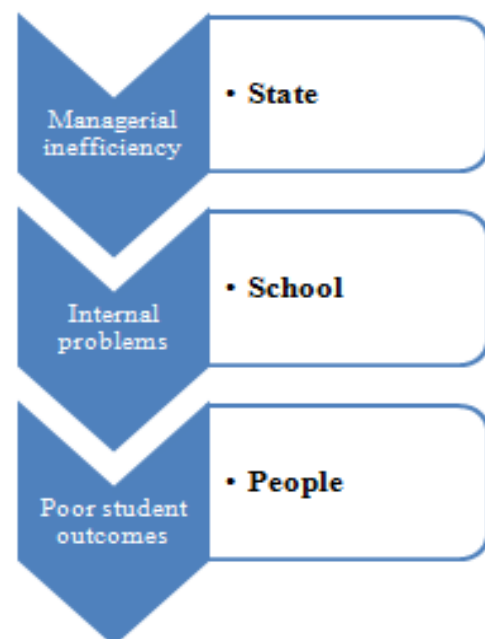 Managerial
inefficiency
• State
Internal
problems
• School
Poor student
outcomes
• People